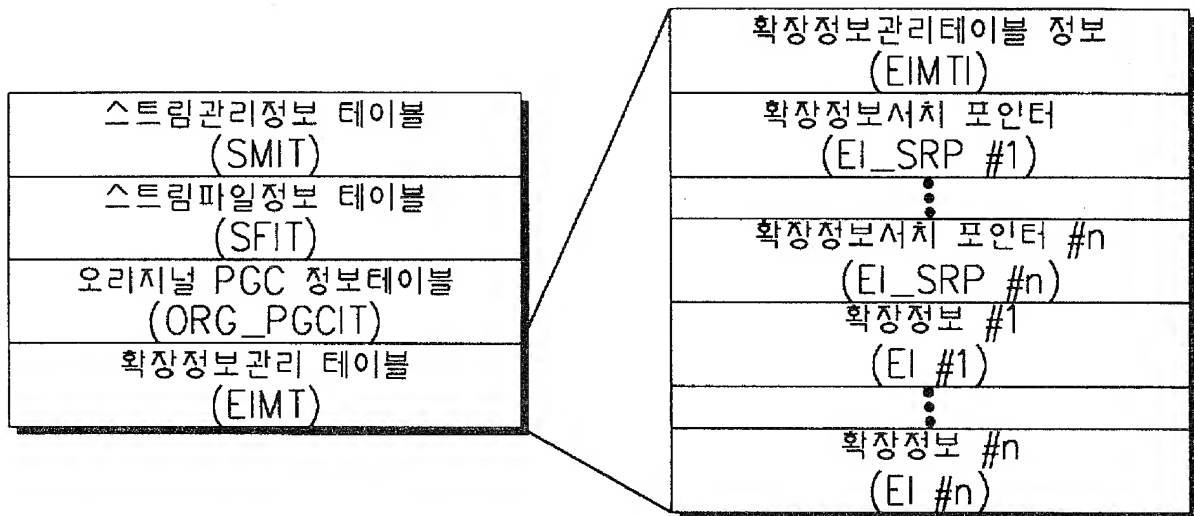 스트림관리정보 테이블
(SMIT)
스트림파일정보 테이블
(SFIT)
오리지널 PGC 정보테이블
(ORG_PGCIT)
확장정보관리 테이블
(EIMT)
확장정보관리테이블 정보
(EIMTI)
확장정보서치 포인터
(EI_SRP #1)
확장정보서치 포인터 #n
(EI_SRP #n)
확장정보 #1
(EI #1)
확장정보 #n
(EI #n)